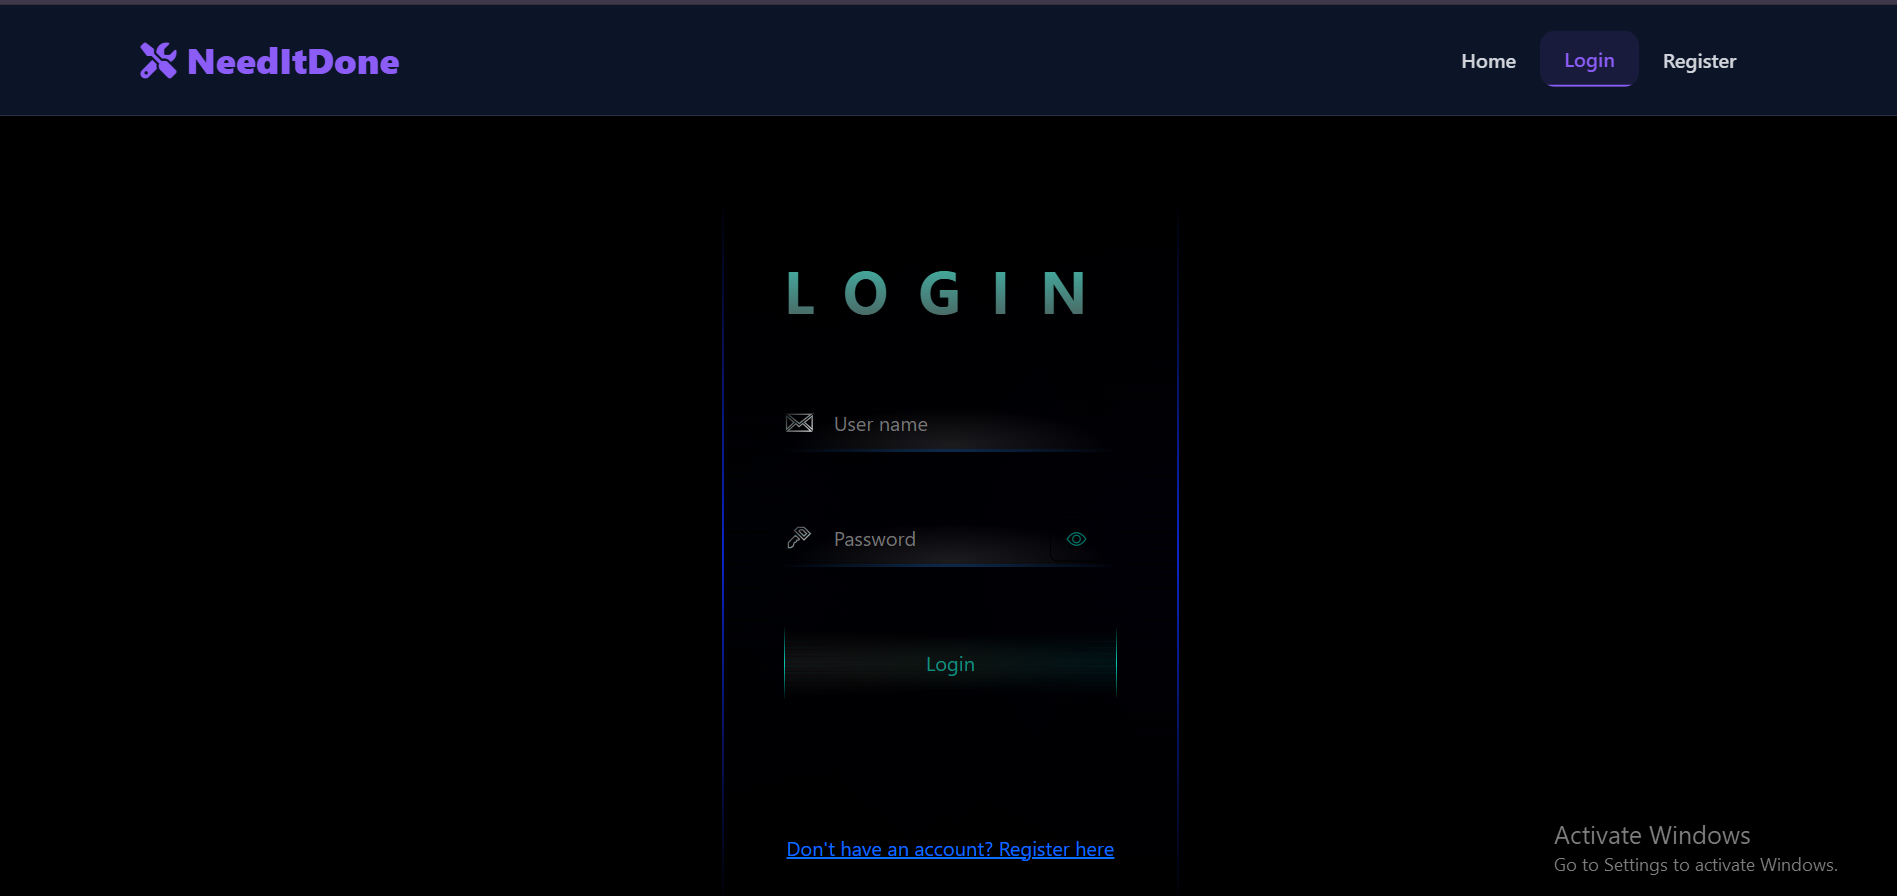 NeedItDone
Home Login Register
LOGIN
User name
Password
Login
Don't have an account? Register here
Activate Windows
Go to Settings to activate Windows.